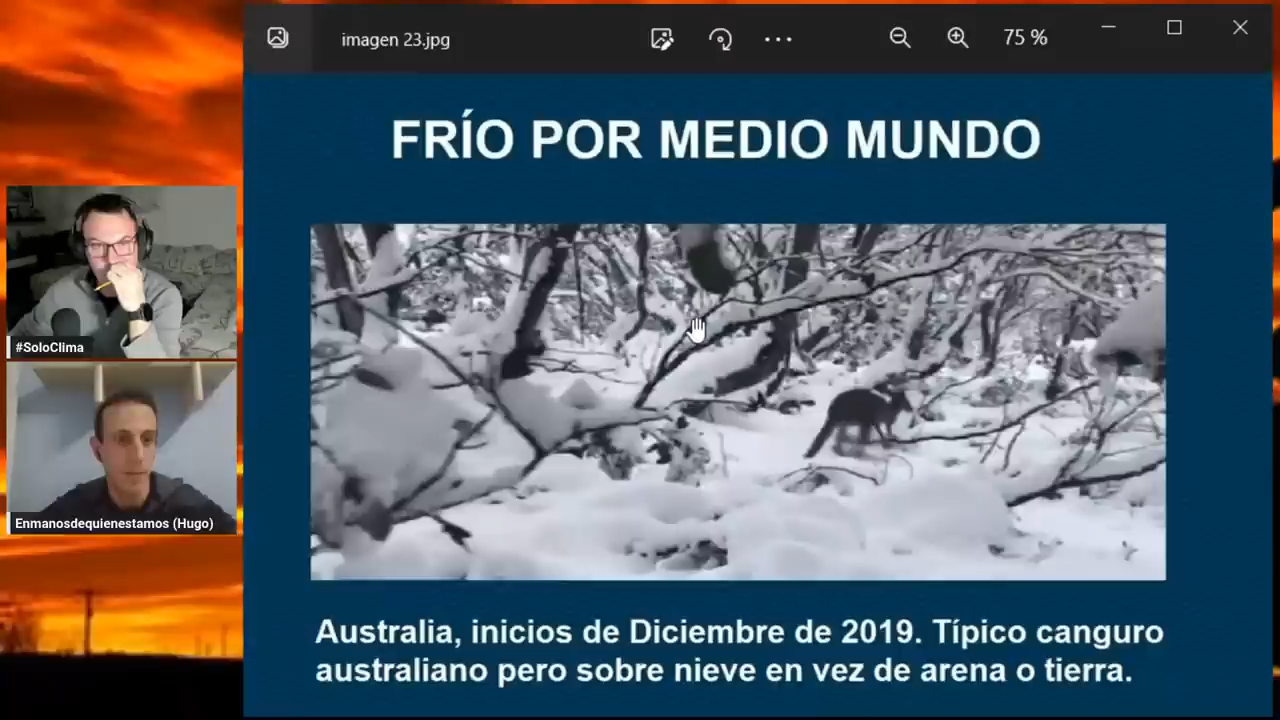 imagen 23.jpg
75 %
FRÍO POR MEDIO MUNDO
#SoloClima
Enmanosdequienestamos (Hugo)
Australia, inicios de Diciembre de 2019. Típico canguro
australiano pero sobre nieve en vez de arena o tierra.